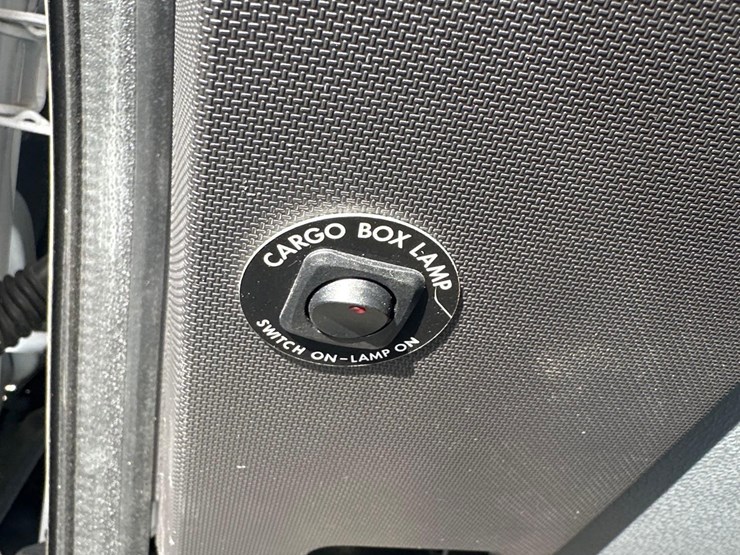 CARGO BOX LAMP
SWITCH ON-LAMP ON